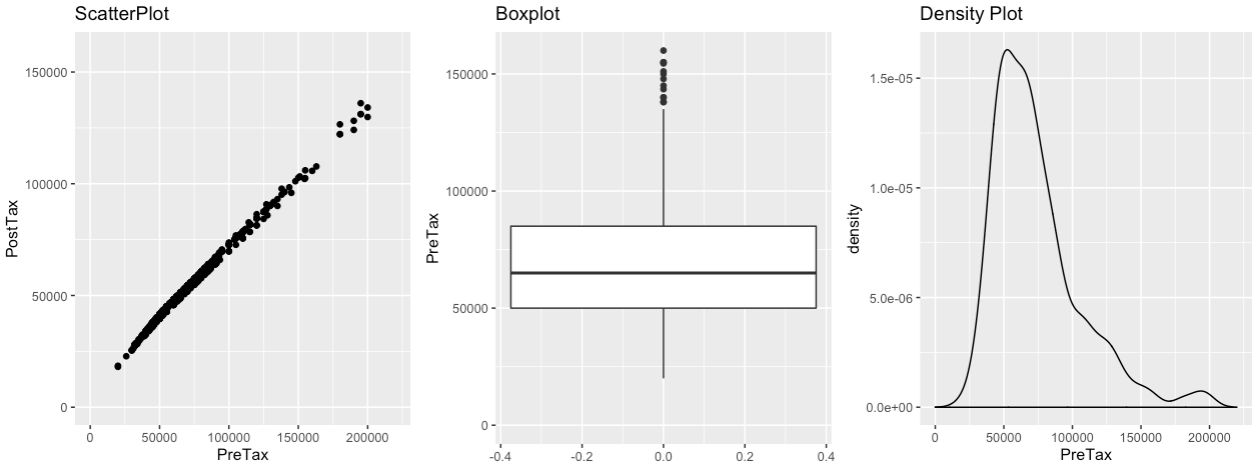 ScatterPlot
150000
100000
50000
0
PostTax
0 50000 100000 150000 200000
PreTax
Boxplot
150000
100000
50000
0
PreTax
-0.4 -0.2 0.0 0.2 0.4
Density Plot
1.5e-05
1.0e-05
5.0e-06
0.0e+00
density
0 50000 100000 150000 200000
PreTax